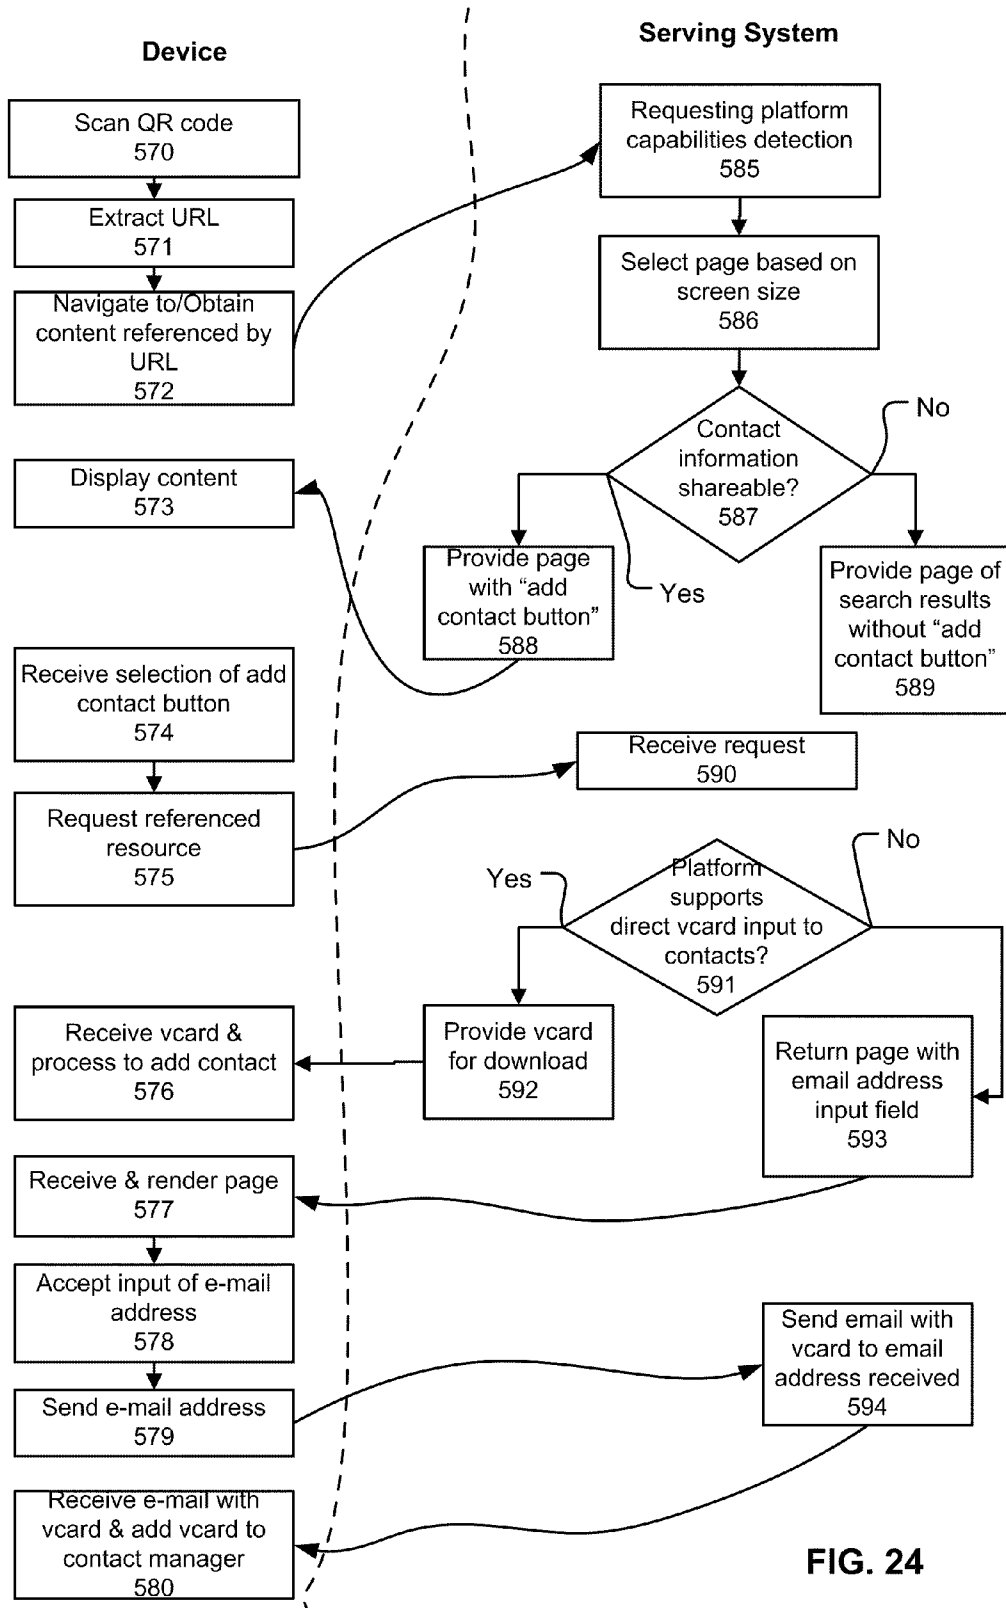 Device
Serving System
Scan QR code
570
Extract URL
571
Navigate to/Obtain
content referenced by
URL
572
Display content
573
Receive selection of add
contact button
574
Request referenced
resource
575
Receive vcard &
process to add contact
576
Receive & render page
577
Accept input of e-mail
address
578
Send e-mail address
579
Receive e-mail with
vcard & add vcard to
contact manager
580
Requesting platform
capabilities detection
585
Select page based on
screen size
586
Contact
information
shareable?
587
No
Yes
Provide page
with “add
contact button”
588
Provide page of
search results
without “add
contact button”
589
Receive request
590
Platform
supports
direct vcard input to
contacts?
591
Yes
No
Provide vcard
for download
592
Return page with
email address
input field
593
Send email with
vcard to email
address received
594
FIG. 24